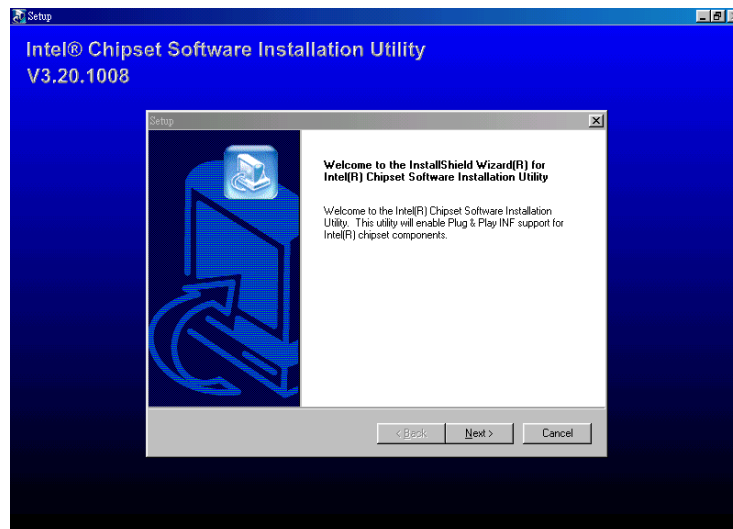 Setup
Intel® Chipset Software Installation Utility
V3.20.1008
Setup
Welcome to the InstallShield Wizard(R) for
Intel(R) Chipset Software Installation Utility
Welcome to the Intel(R) Chipset Software Installation
Utility. This utility will enable Plug & Play INF support for
Intel(R) chipset components.
< Back
Next >
Cancel